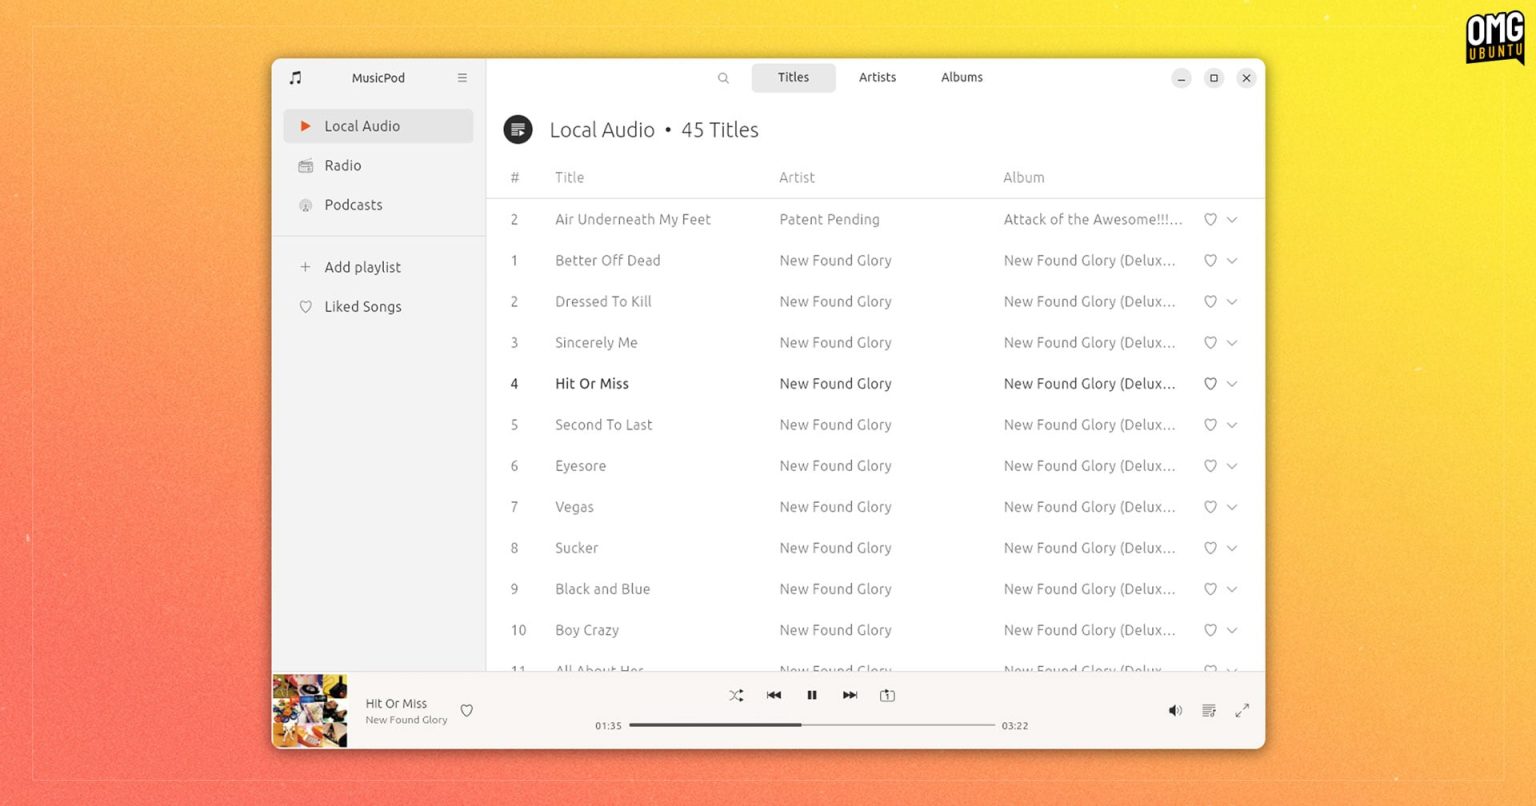 OMG
UBUNTU
MusicPod
Titles
Artists
Albums
Local Audio
Radio
Podcasts
Add playlist
Liked Songs
Local Audio • 45 Titles
# Title Artist Album
2 Air Underneath My Feet Patent Pending Attack of the Awesome!!!...
1 Better Off Dead New Found Glory New Found Glory (Delux...
2 Dressed To Kill New Found Glory New Found Glory (Delux...
3 Sincerely Me New Found Glory New Found Glory (Delux...
4 Hit Or Miss New Found Glory New Found Glory (Delux...
5 Second To Last New Found Glory New Found Glory (Delux...
6 Eyesore New Found Glory New Found Glory (Delux...
7 Vegas New Found Glory New Found Glory (Delux...
8 Sucker New Found Glory New Found Glory (Delux...
9 Black and Blue New Found Glory New Found Glory (Delux...
10 Boy Crazy New Found Glory New Found Glory (Delux...
11 All About Her New Found Glory New Found Glory (Delux...
Hit Or Miss
New Found Glory
01:35
03:22